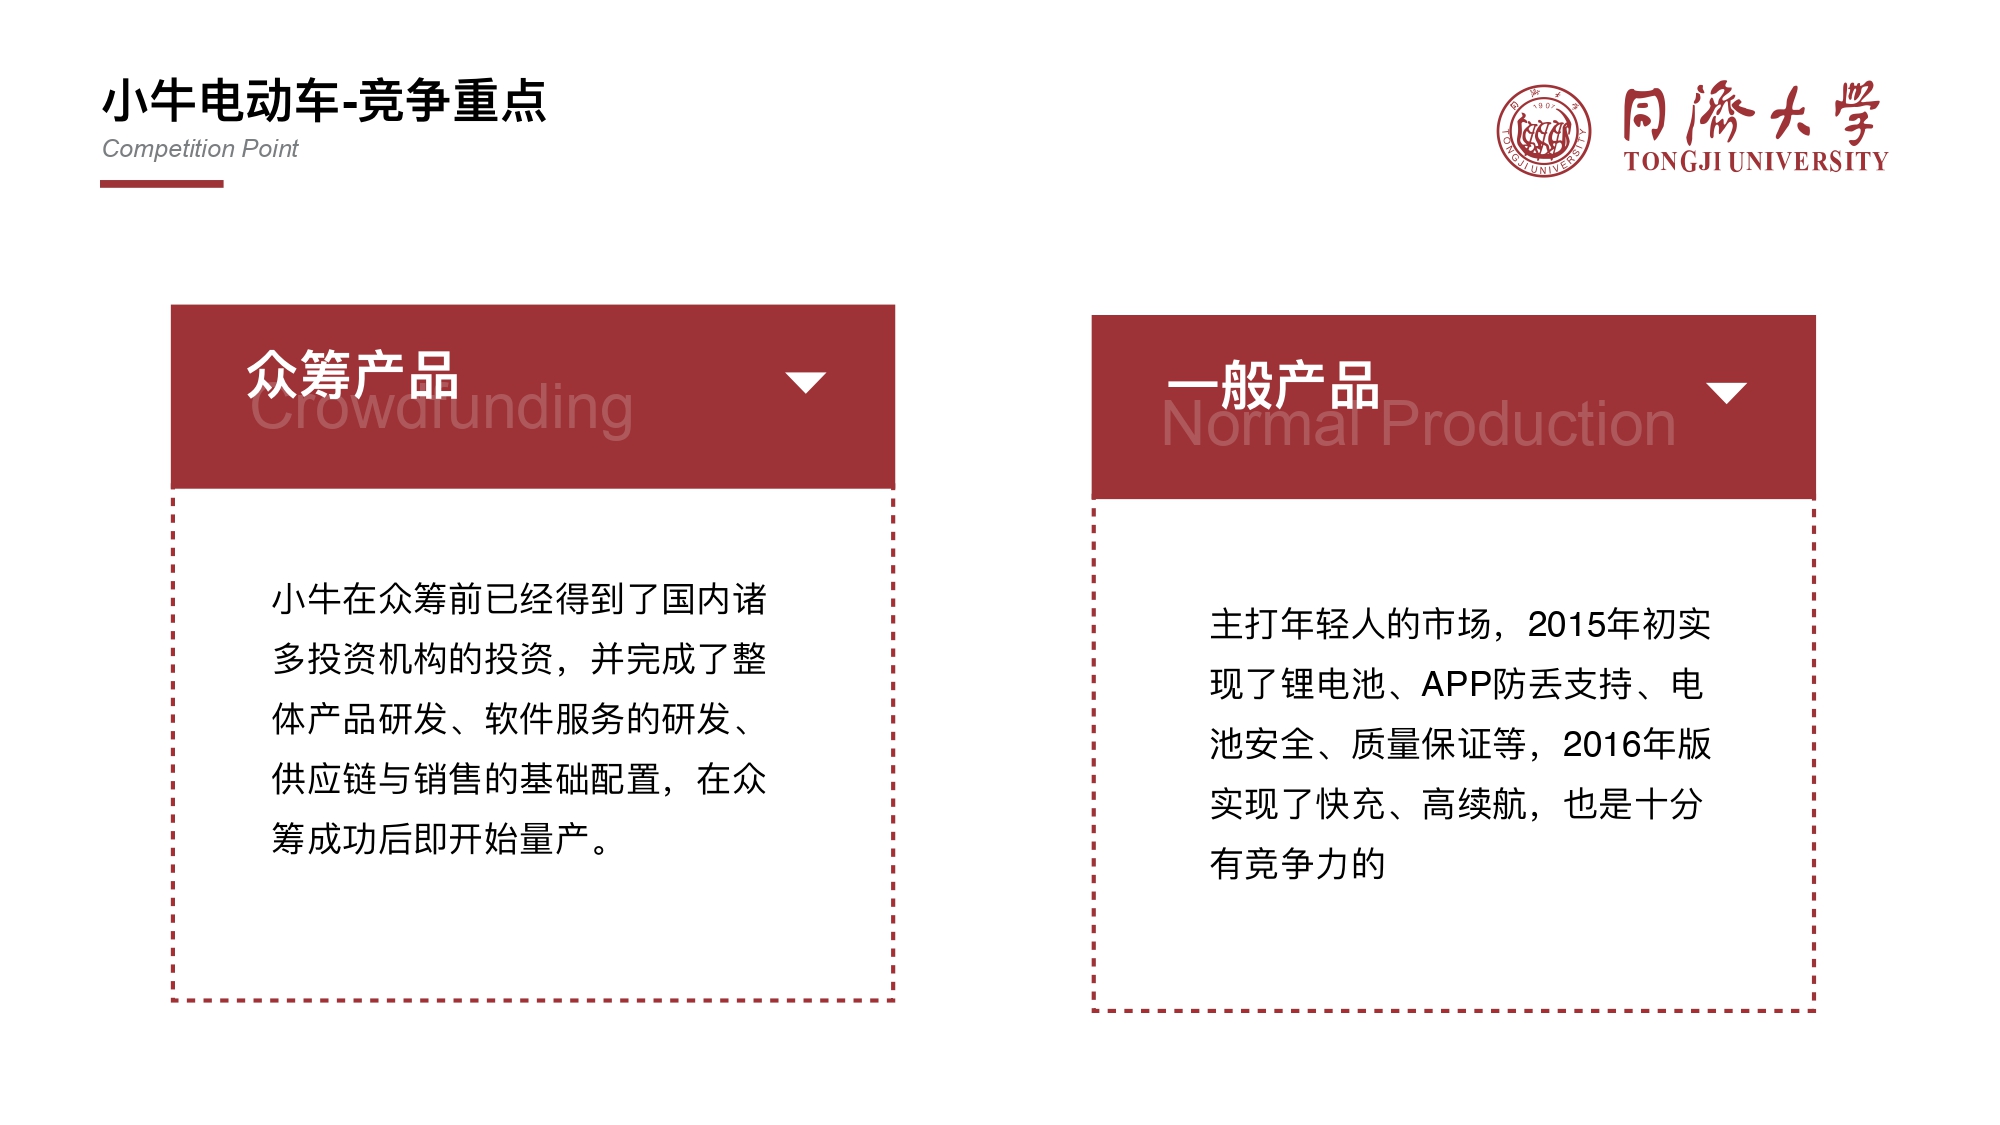 小牛电动车-竞争重点
Competition Point
同濟大學
TONGJI UNIVERSITY
同濟大學
1907
TONGJI UNIVERSITY
众筹产品
Crowdfunding
小牛在众筹前已经得到了国内诸
多投资机构的投资，并完成了整
体产品研发、软件服务的研发、
供应链与销售的基础配置，在众
筹成功后即开始量产。
一般产品
Normal Production
主打年轻人的市场，2015年初实
现了锂电池、APP防丢支持、电
池安全、质量保证等，2016年版
实现了快充、高续航，也是十分
有竞争力的